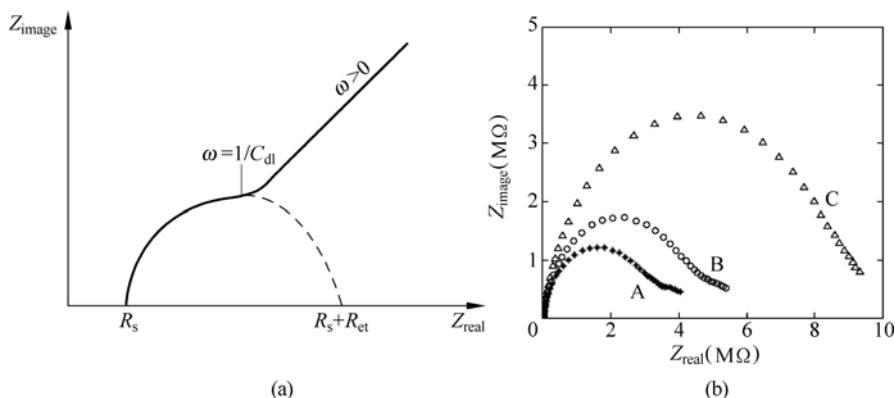 Z_image
ω>0
ω=1/C_dl
R_s
R_s+R_et
Z_real
(a)
5
4
3
2
1
0
Z_image(MΩ)
A
B
C
2
4
6
8
10
Z_real(MΩ)
(b)